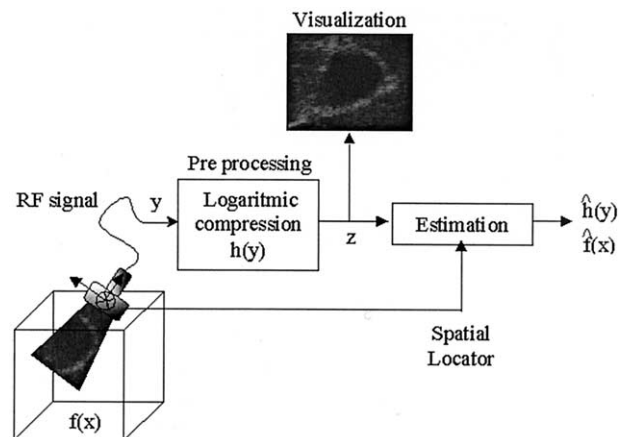 Visualization
Pre processing
RF signal
y
Logaritmic
compression
h(y)
z
Estimation
ĥ(y)
f̂(x)
Spatial
Locator
f(x)